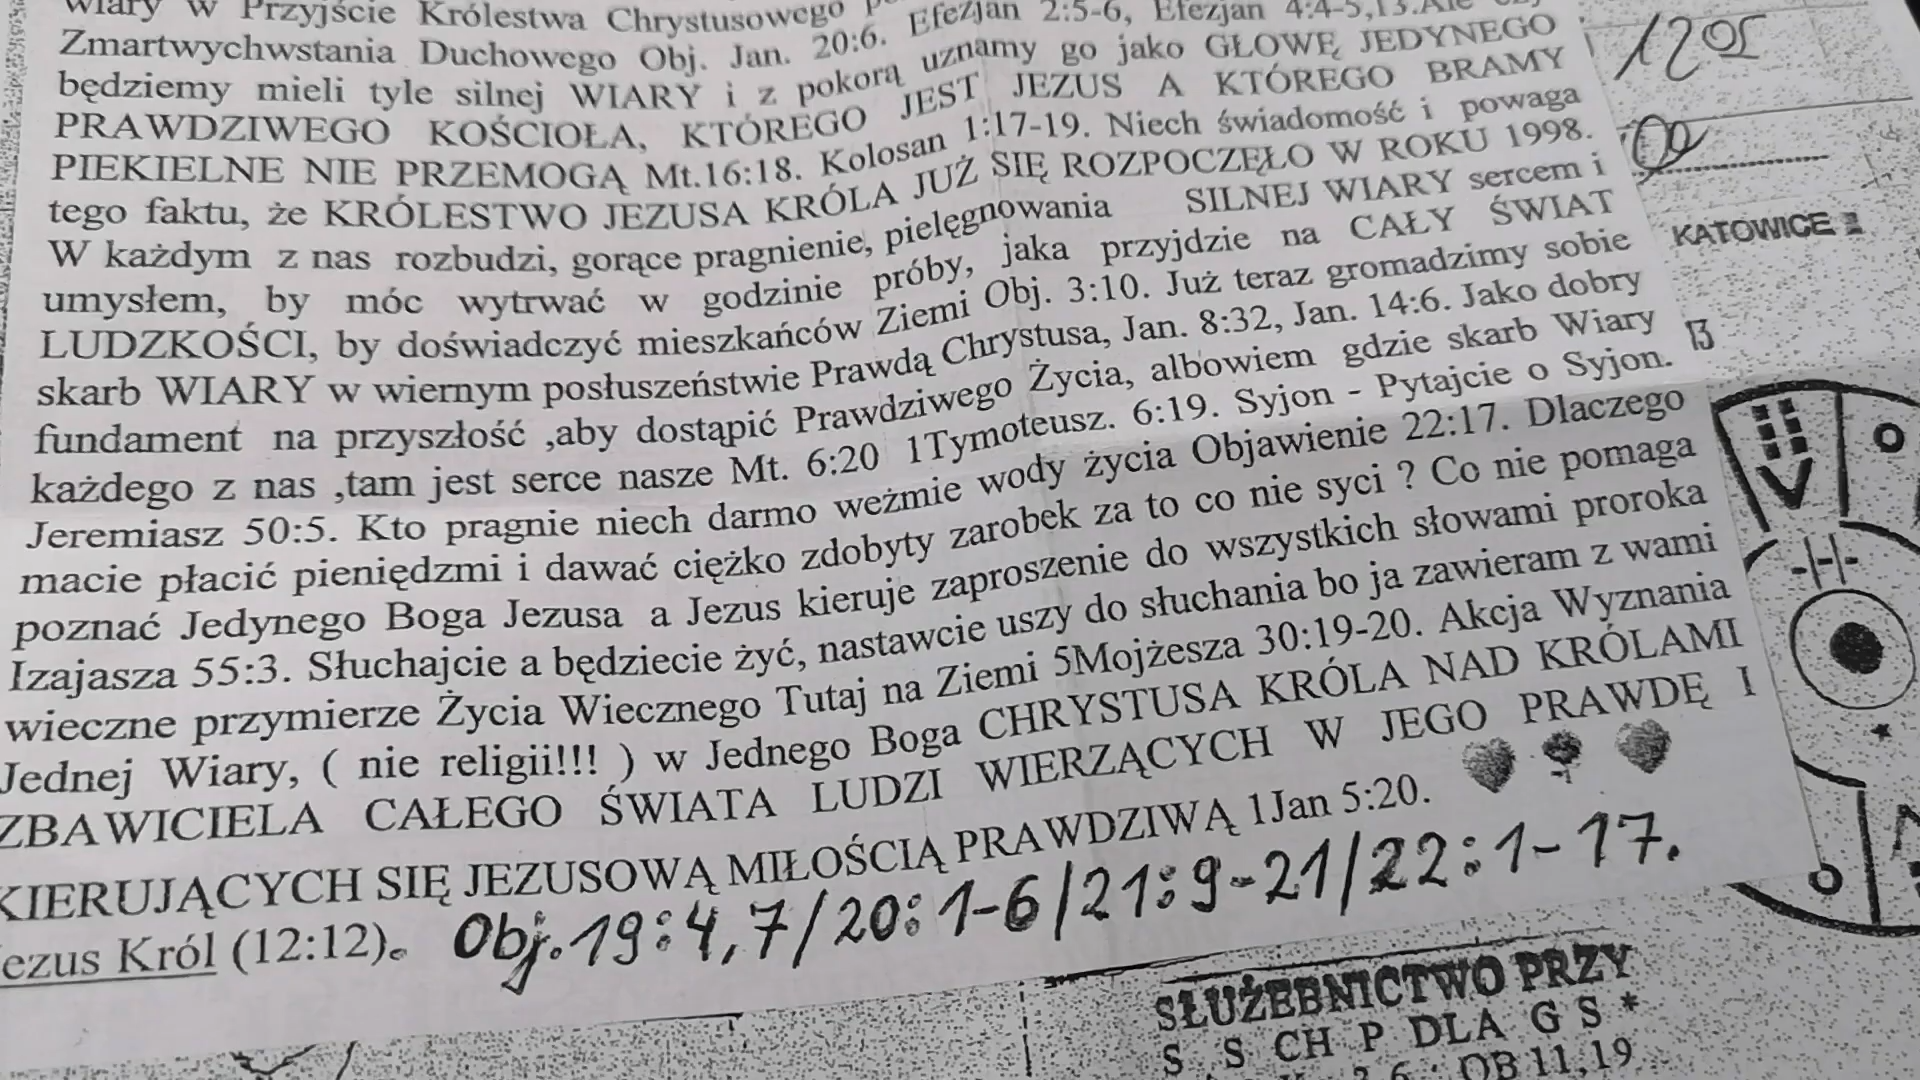 wiary w Przyjście Królestwa Chrystusowego
Zmartwychwstania Duchowego Obj. Jan. 20:6. Efezjan 2:5-6, Efezjan 4:4-5,13.Ale
będziemy mieli tyle silnej WIARY i z pokorą uznamy go jako GŁOWĘ JEDYNEGO
PRAWDZIWEGO KOŚCIOŁA, KTÓREGO JEST JEZUS A KTÓREGO BRAMY
PIEKIELNE NIE PRZEMOGĄ Mt.16:18. Kolosan 1:17-19. Niech świadomość i powaga
tego faktu, że KRÓLESTWO JEZUSA KRÓLA JUŻ SIĘ ROZPOCZĘŁO W ROKU 1998.
W każdym z nas rozbudzi, gorące pragnienie, pielęgnowania SILNEJ WIARY sercem i
umysłem, by móc wytrwać w godzinie próby, jaka przyjdzie na CAŁY ŚWIAT
LUDZKOŚCI, by doświadczyć mieszkańców Ziemi Obj. 3:10. Już teraz gromadzimy sobie
skarb WIARY w wiernym posłuszeństwie Prawdą Chrystusa, Jan. 8:32, Jan. 14:6. Jako dobry
fundament na przyszłość ,aby dostąpić Prawdziwego Życia, albowiem gdzie skarb Wiary
każdego z nas ,tam jest serce nasze Mt. 6:20 1Tymoteusz. 6:19. Syjon - Pytajcie o Syjon.
Jeremiasz 50:5. Kto pragnie niech darmo weźmie wody życia Objawienie 22:17. Dlaczego
macie płacić pieniędzmi i dawać ciężko zdobyty zarobek za to co nie syci ? Co nie pomaga
poznać Jedynego Boga Jezusa a Jezus kieruje zaproszenie do wszystkich słowami proroka
Izajasza 55:3. Słuchajcie a będziecie żyć, nastawcie uszy do słuchania bo ja zawieram z wami
wieczne przymierze Życia Wiecznego Tutaj na Ziemi 5Mojżesza 30:19-20. Akcja Wyznania
Jednej Wiary, ( nie religii!!! ) w Jednego Boga CHRYSTUSA KRÓLA NAD KRÓLAMI
ZBAWICIELA CAŁEGO ŚWIATA LUDZI WIERZĄCYCH W JEGO PRAWDĘ I
KIERUJĄCYCH SIĘ JEZUSOWĄ MIŁOŚCIĄ PRAWDZIWĄ 1Jan 5:20.
ezus Król (12:12). Obj. 19:4,7/20:1-6/21:9-21/22:1-17.
KATOWICE
13
SŁUŻEBNICTWO PRZY
S S CH P DLA G S *
OB 11,19